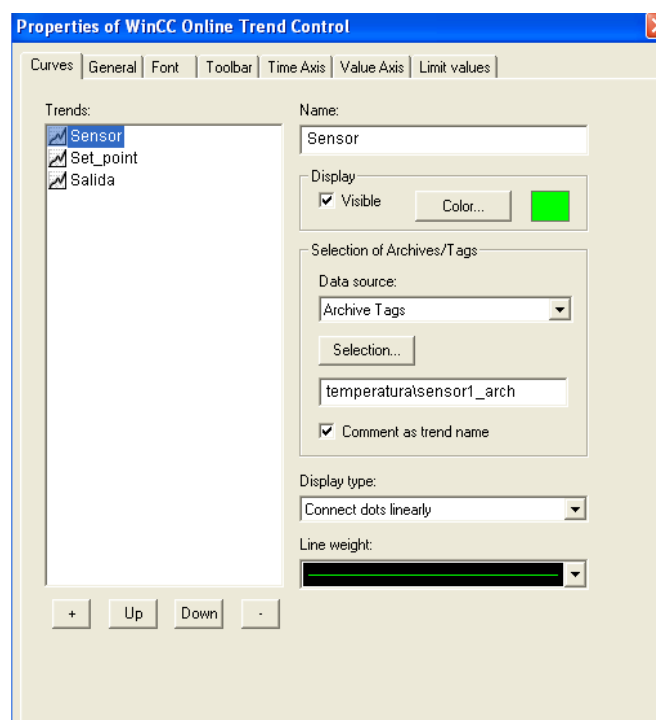 Properties of WinCC Online Trend Control
Curves General Font Toolbar Time Axis Value Axis Limit values
Trends:
Sensor
Set_point
Salida
+ Up Down -
Name:
Sensor
Display
Visible Color...
Selection of Archives/Tags
Data source:
Archive Tags
Selection...
temperatura\sensor1_arch
Comment as trend name
Display type:
Connect dots linearly
Line weight: